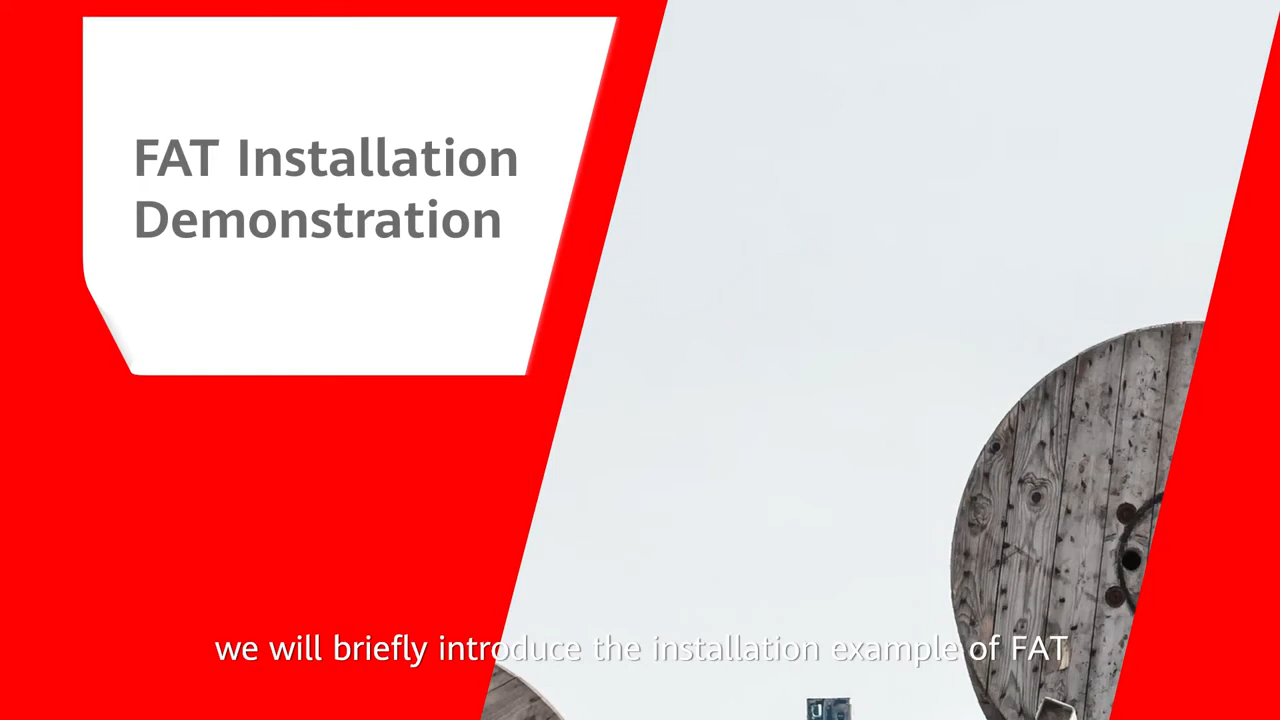 FAT Installation
Demonstration
we will briefly introduce the installation example of FAT